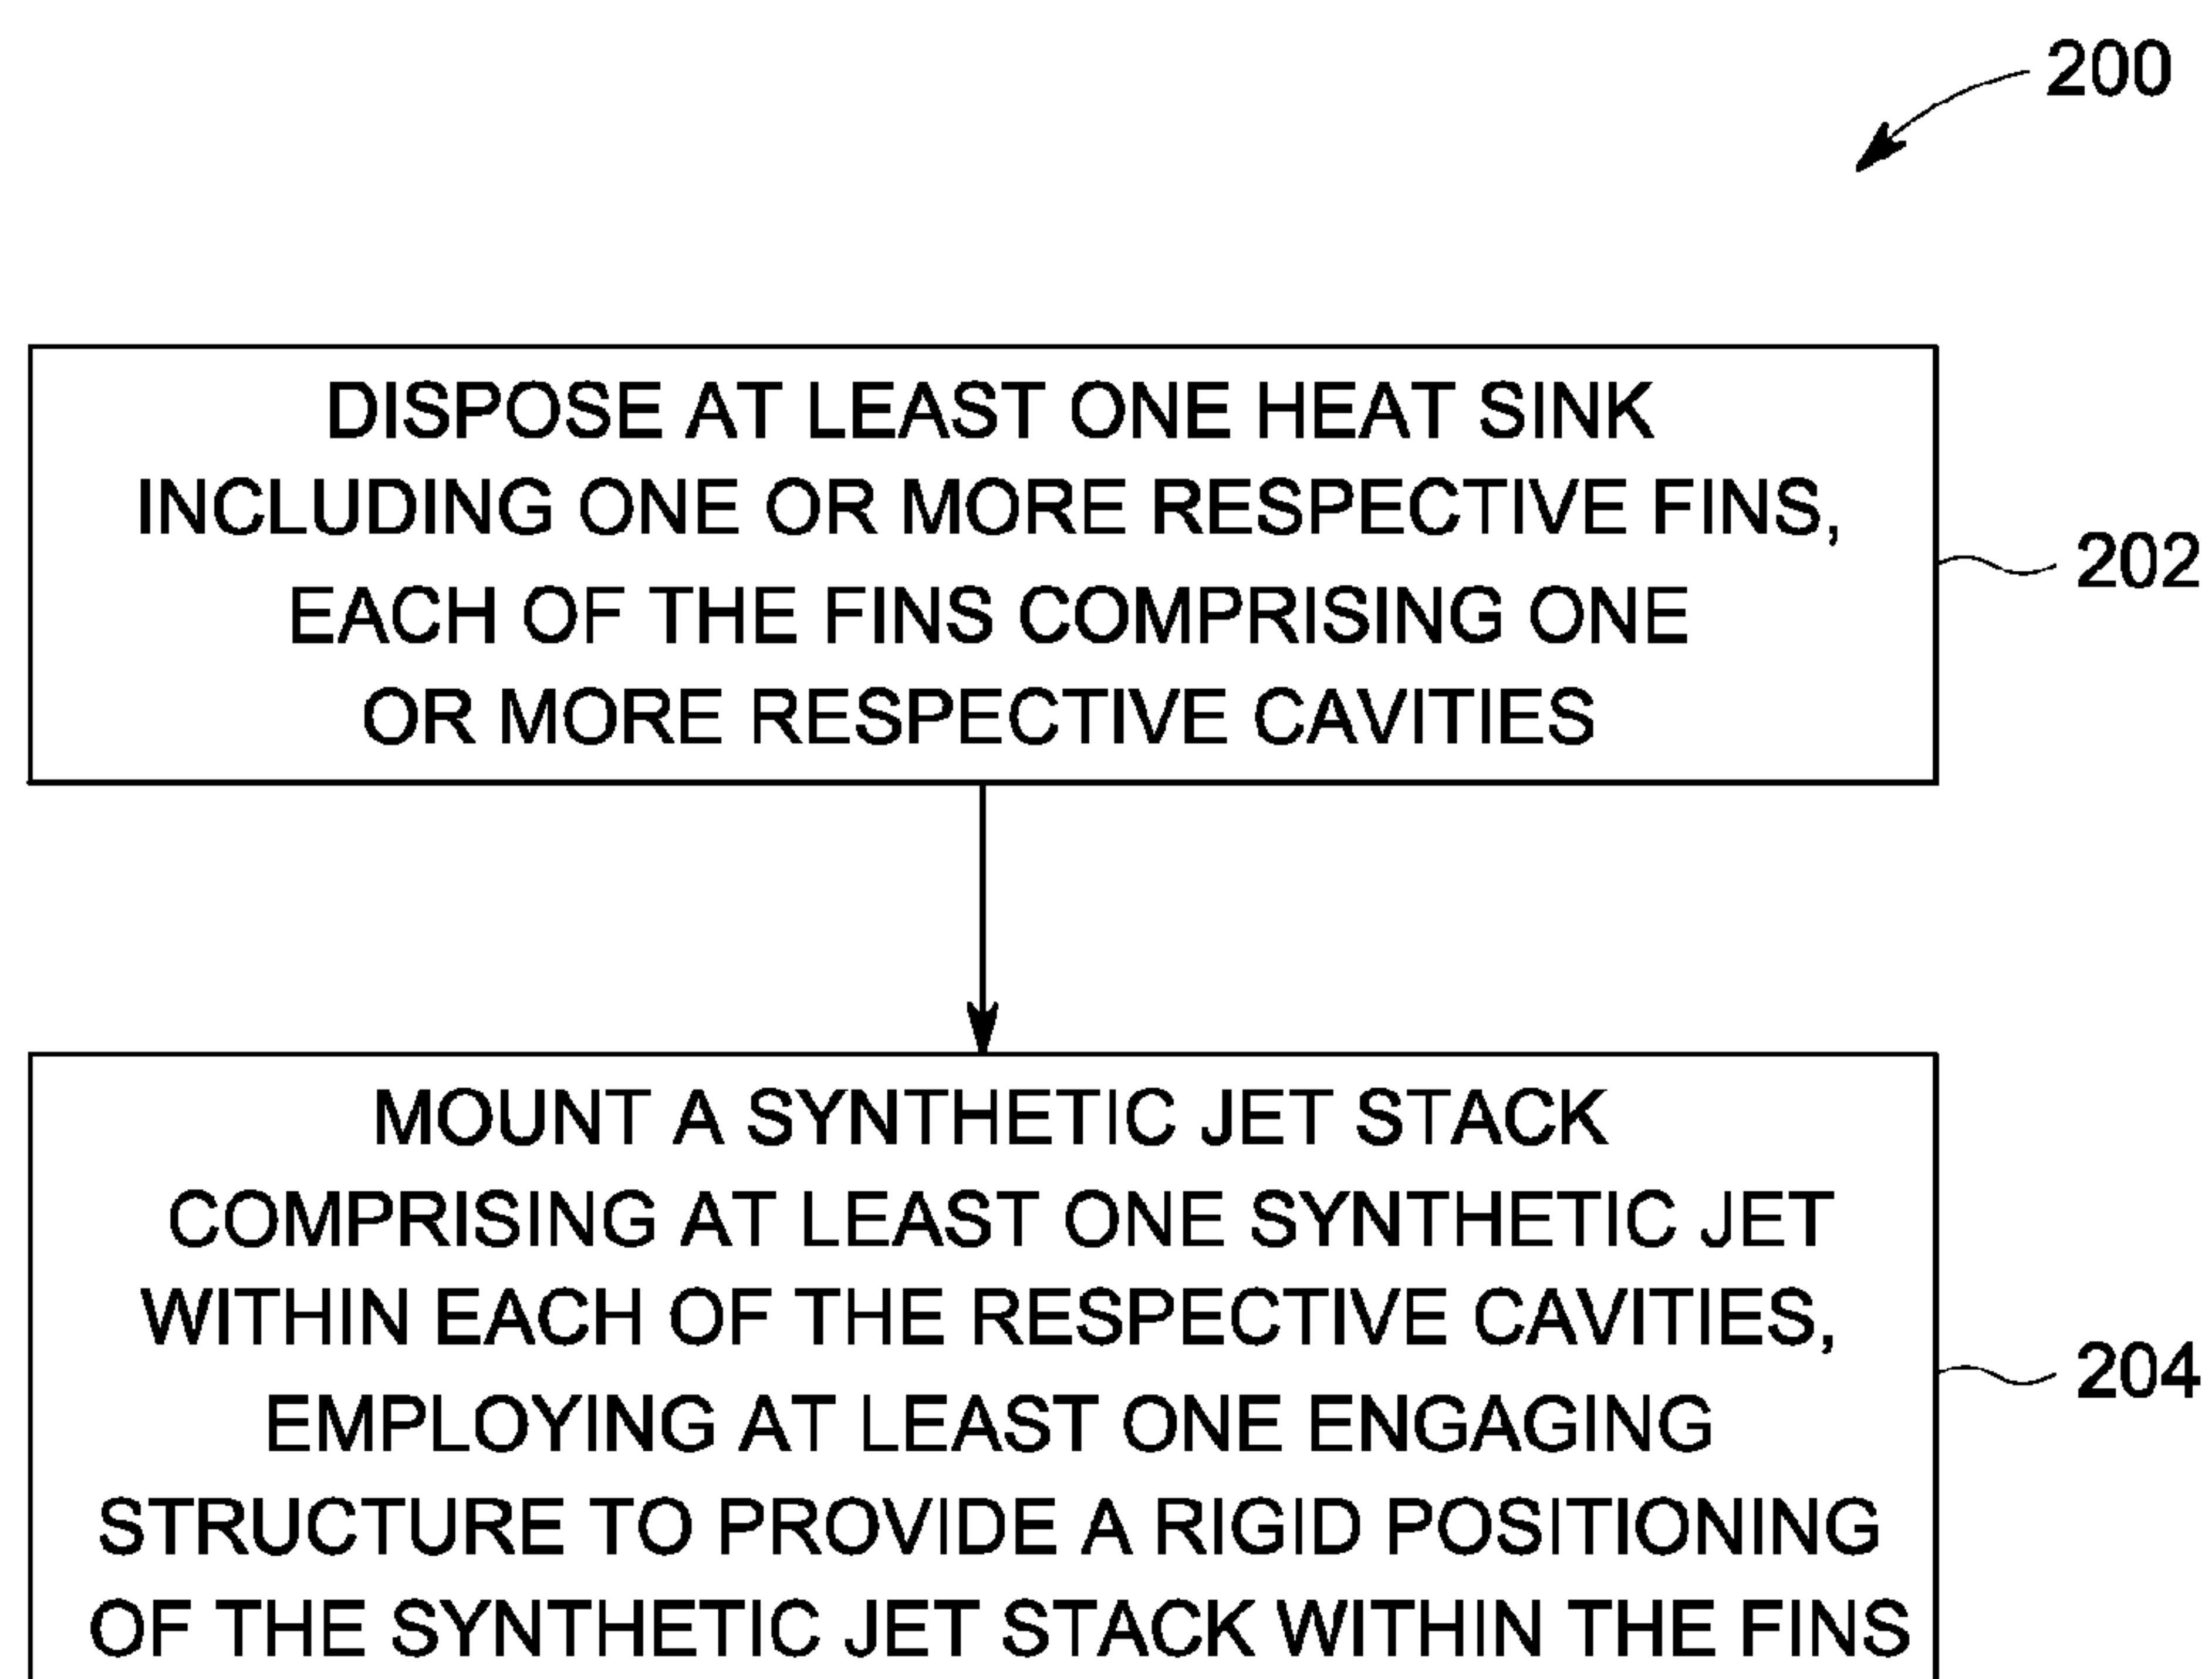 200
DISPOSE AT LEAST ONE HEAT SINK
INCLUDING ONE OR MORE RESPECTIVE FINS,
EACH OF THE FINS COMPRISING ONE
OR MORE RESPECTIVE CAVITIES
202
MOUNT A SYNTHETIC JET STACK
COMPRISING AT LEAST ONE SYNTHETIC JET
WITHIN EACH OF THE RESPECTIVE CAVITIES,
EMPLOYING AT LEAST ONE ENGAGING
STRUCTURE TO PROVIDE A RIGID POSITIONING
OF THE SYNTHETIC JET STACK WITHIN THE FINS
204